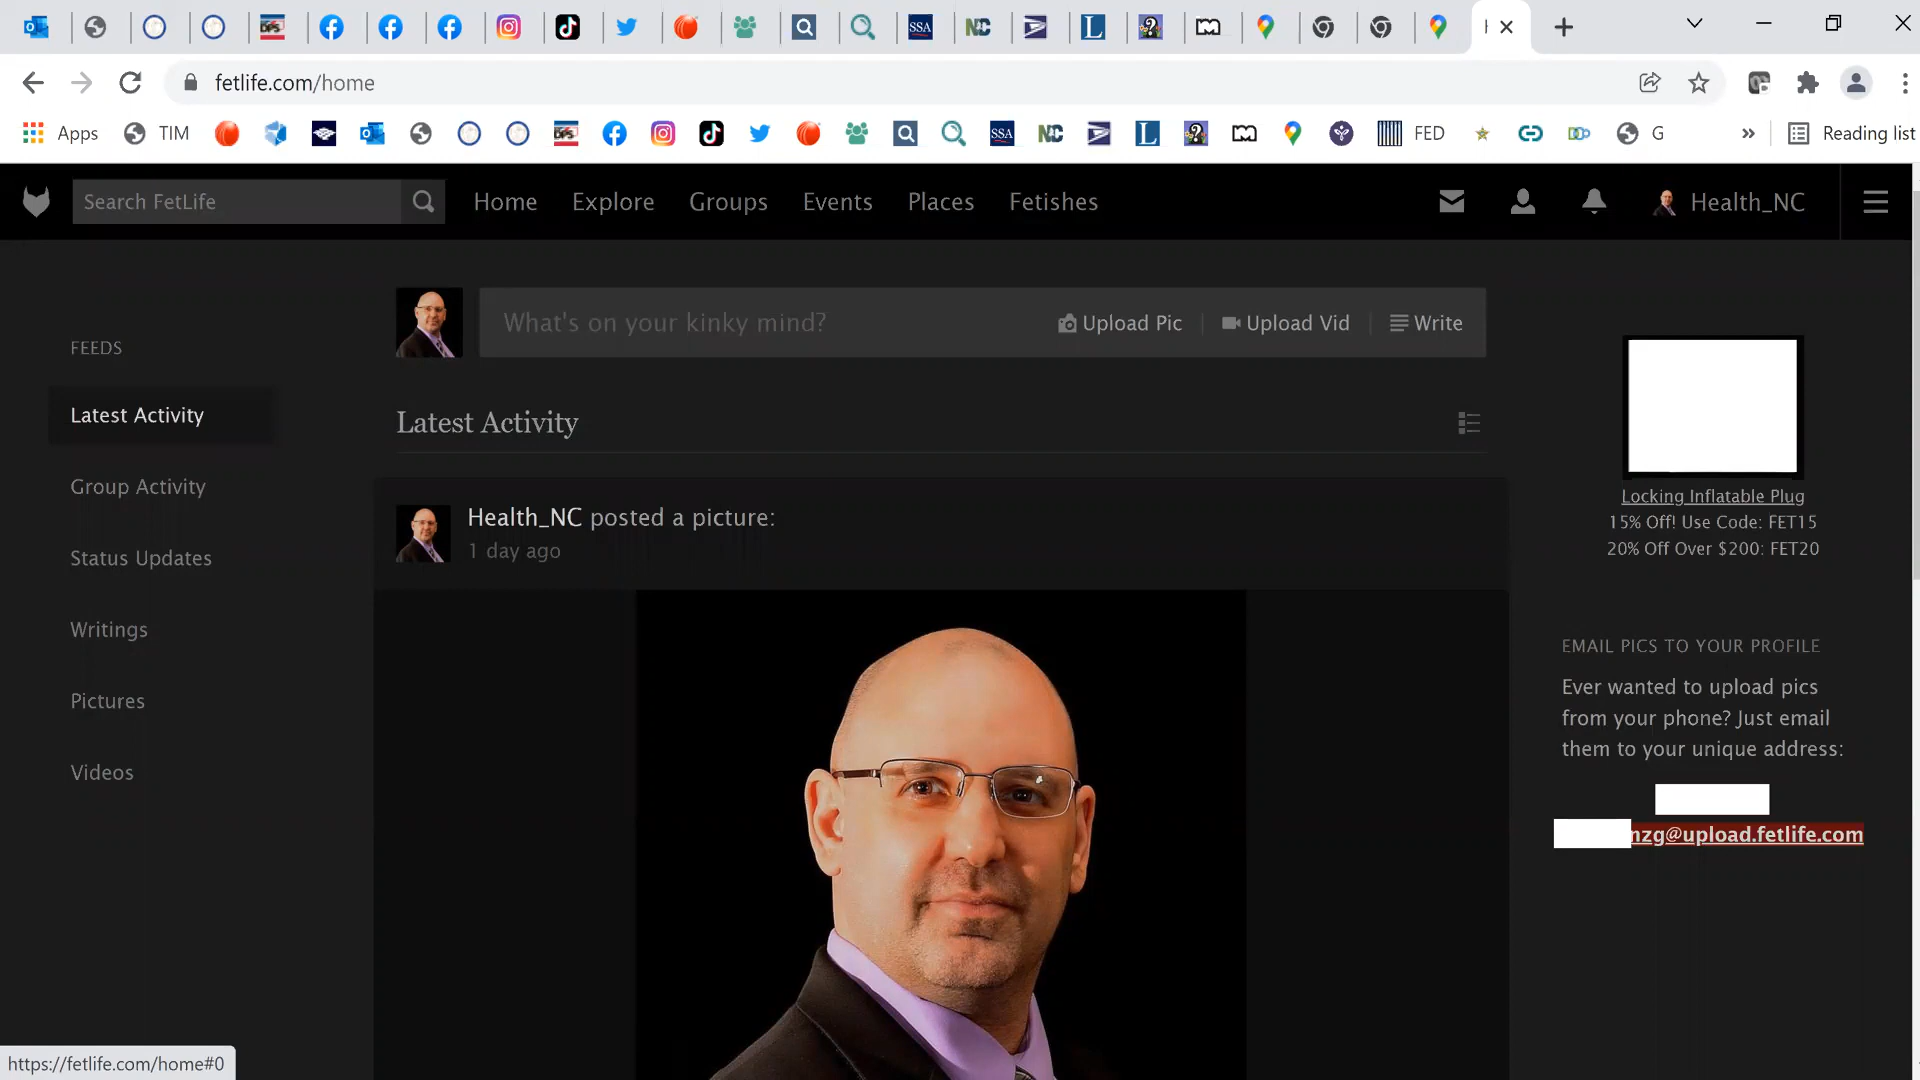 fetlife.com/home
Apps TIM FED G » Reading list
Search FetLife Home Explore Groups Events Places Fetishes Health_NC
What's on your kinky mind? Upload Pic Upload Vid Write
FEEDS
Latest Activity
Group Activity
Status Updates
Writings
Pictures
Videos
Latest Activity
Health_NC posted a picture:
1 day ago
Locking Inflatable Plug
15% Off! Use Code: FET15
20% Off Over $200: FET20
EMAIL PICS TO YOUR PROFILE
Ever wanted to upload pics
from your phone? Just email
them to your unique address:
nzg@upload.fetlife.com
https://fetlife.com/home#0